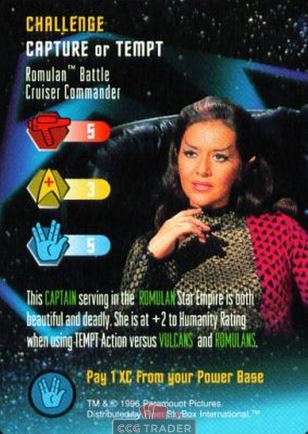 CHALLENGE
CAPTURE or TEMPT
Romulan™ Battle
Cruiser Commander
5
3
5
This CAPTAIN serving in the ROMULAN Star Empire is both
beautiful and deadly. She is at +2 to Humanity Rating
when using TEMPT Action versus VULCANS and ROMULANS.
Pay 1 XC From your Power Base
TM & © 1996 Paramount Pictures.
Distributed by Fleer/SkyBox International.™
CCG TRADER